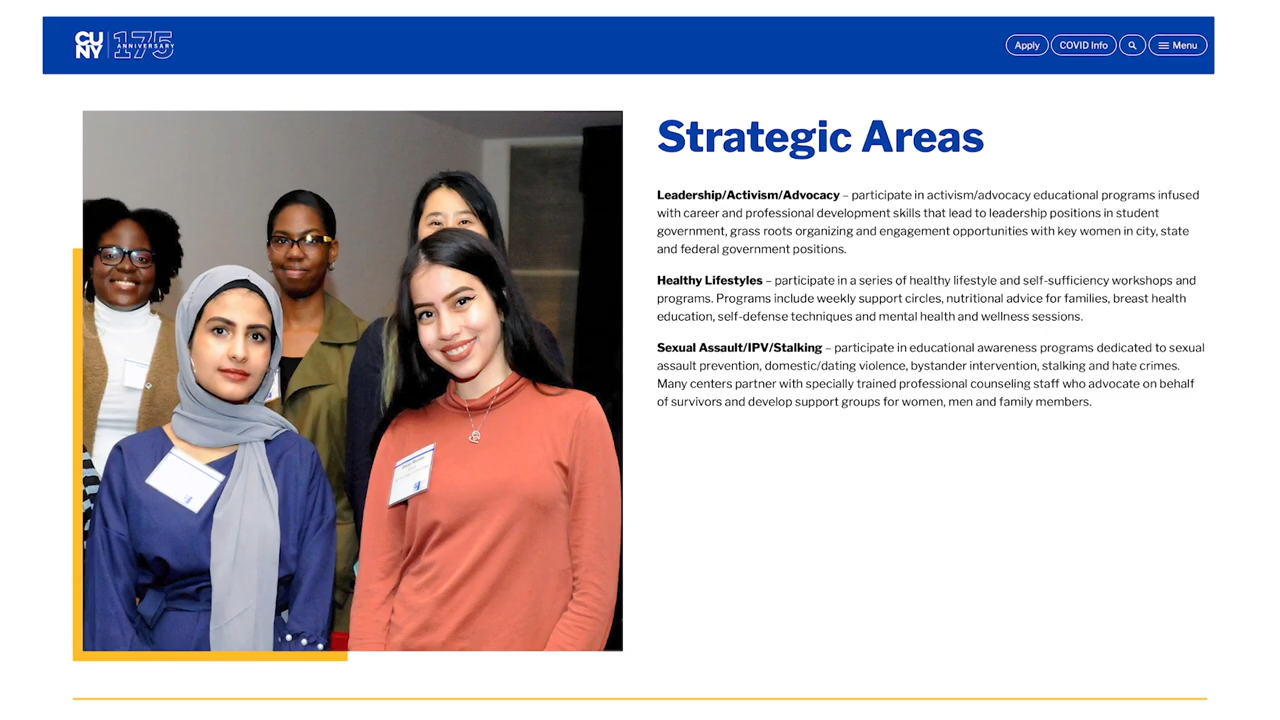 CU
NY
175
ANNIVERSARY
Apply
COVID Info
Menu
Strategic Areas
Leadership/Activism/Advocacy – participate in activism/advocacy educational programs infused
with career and professional development skills that lead to leadership positions in student
government, grass roots organizing and engagement opportunities with key women in city, state
and federal government positions.
Healthy Lifestyles – participate in a series of healthy lifestyle and self-sufficiency workshops and
programs. Programs include weekly support circles, nutritional advice for families, breast health
education, self-defense techniques and mental health and wellness sessions.
Sexual Assault/IPV/Stalking – participate in educational awareness programs dedicated to sexual
assault prevention, domestic/dating violence, bystander intervention, stalking and hate crimes.
Many centers partner with specially trained professional counseling staff who advocate on behalf
of survivors and develop support groups for women, men and family members.